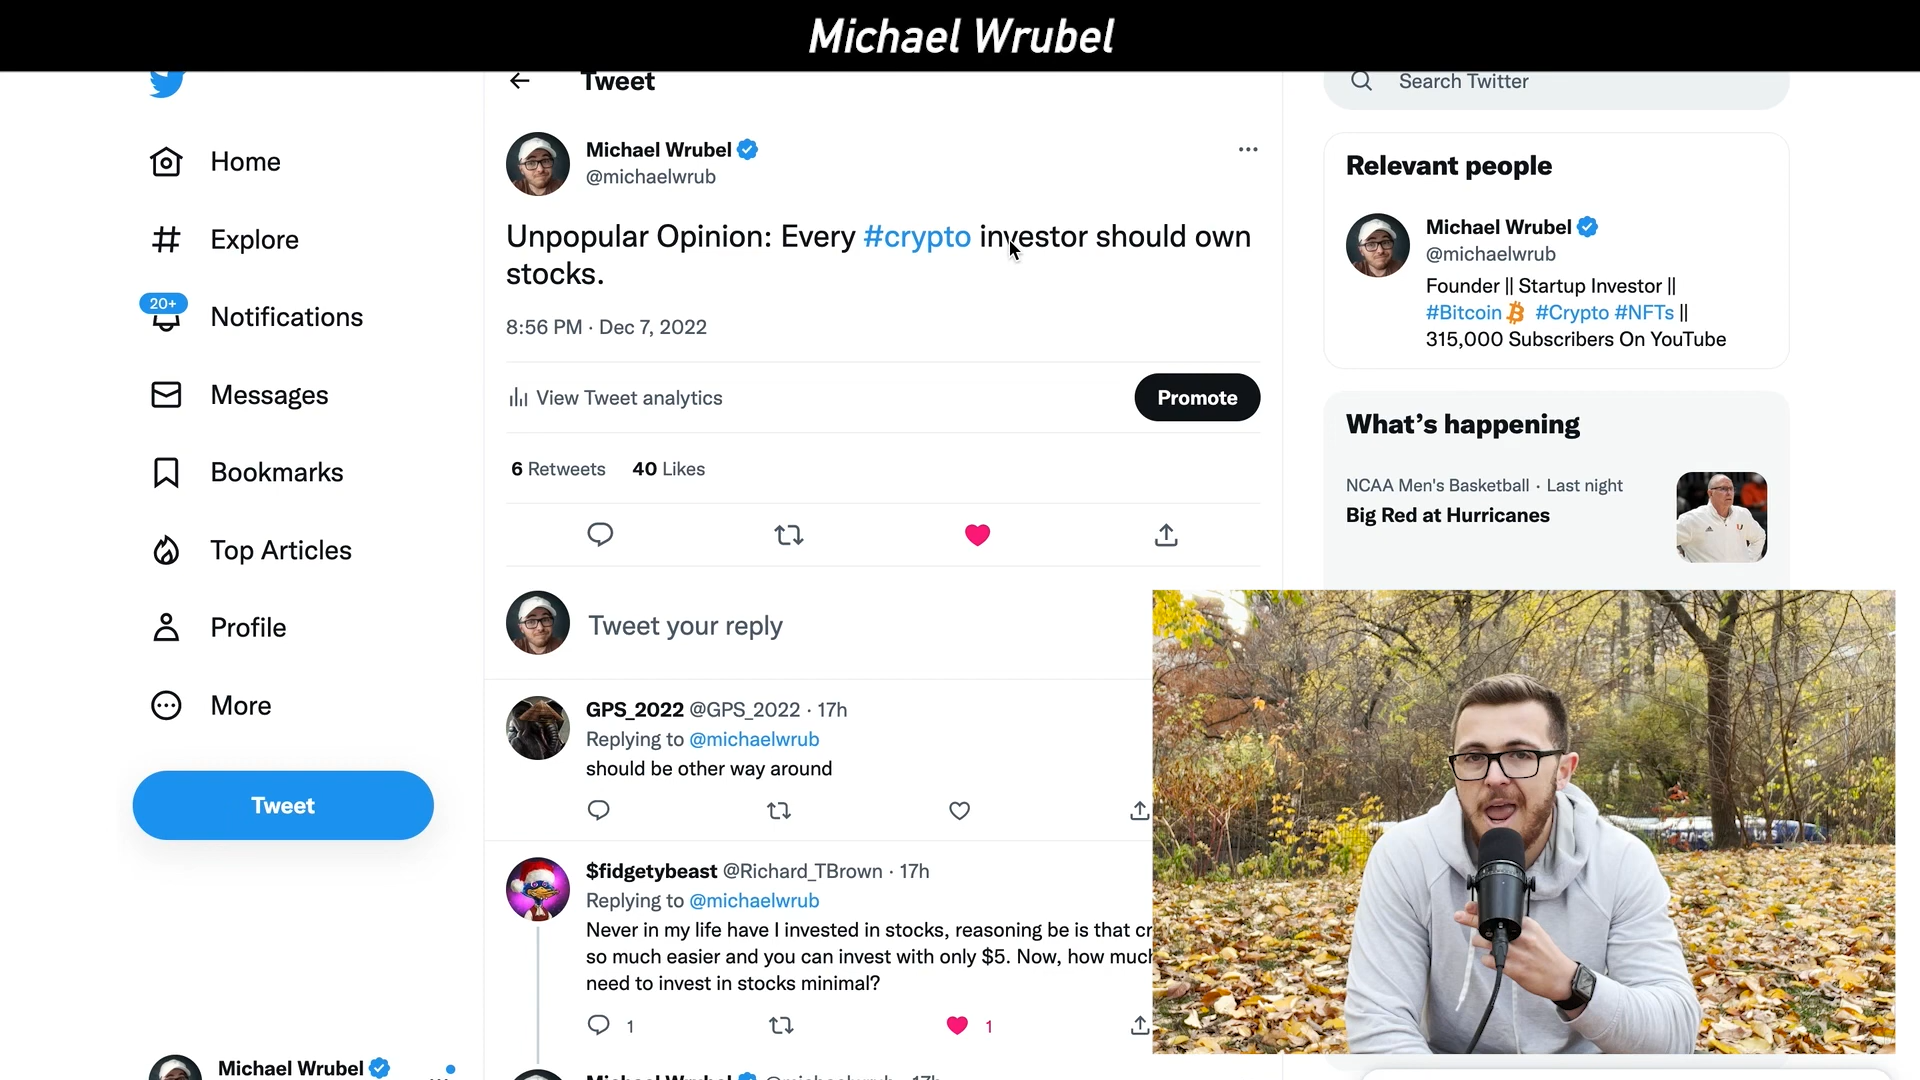 Michael Wrubel
Tweet
Search Twitter
Home
Explore
20+
Notifications
Messages
Bookmarks
Top Articles
Profile
More
Tweet
Michael Wrubel
Michael Wrubel
@michaelwrub
Unpopular Opinion: Every #crypto investor should own
stocks.
8:56 PM · Dec 7, 2022
View Tweet analytics
Promote
6 Retweets 40 Likes
Tweet your reply
GPS_2022 @GPS_2022 · 17h
Replying to @michaelwrub
should be other way around
$fidgetybeast @Richard_TBrown · 17h
Replying to @michaelwrub
Never in my life have I invested in stocks, reasoning be is that cr
so much easier and you can invest with only $5. Now, how much
need to invest in stocks minimal?
1
1
Michael Wrubel @michaelwrub · 17h
Relevant people
Michael Wrubel
@michaelwrub
Founder || Startup Investor ||
#Bitcoin #Crypto #NFTs ||
315,000 Subscribers On YouTube
What's happening
NCAA Men's Basketball · Last night
Big Red at Hurricanes